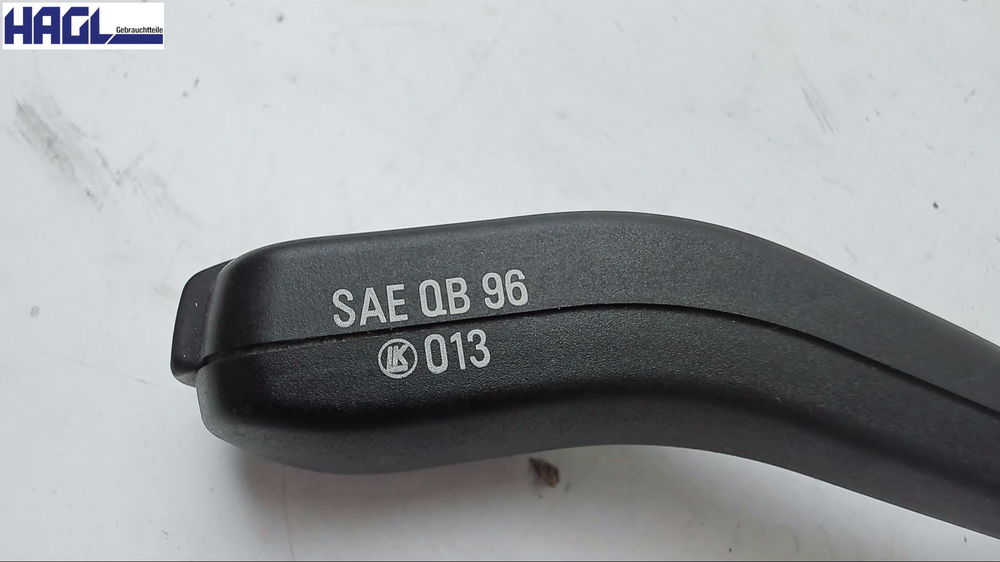 HAGL
Gebrauchtteile
SAE QB 96
LK 013